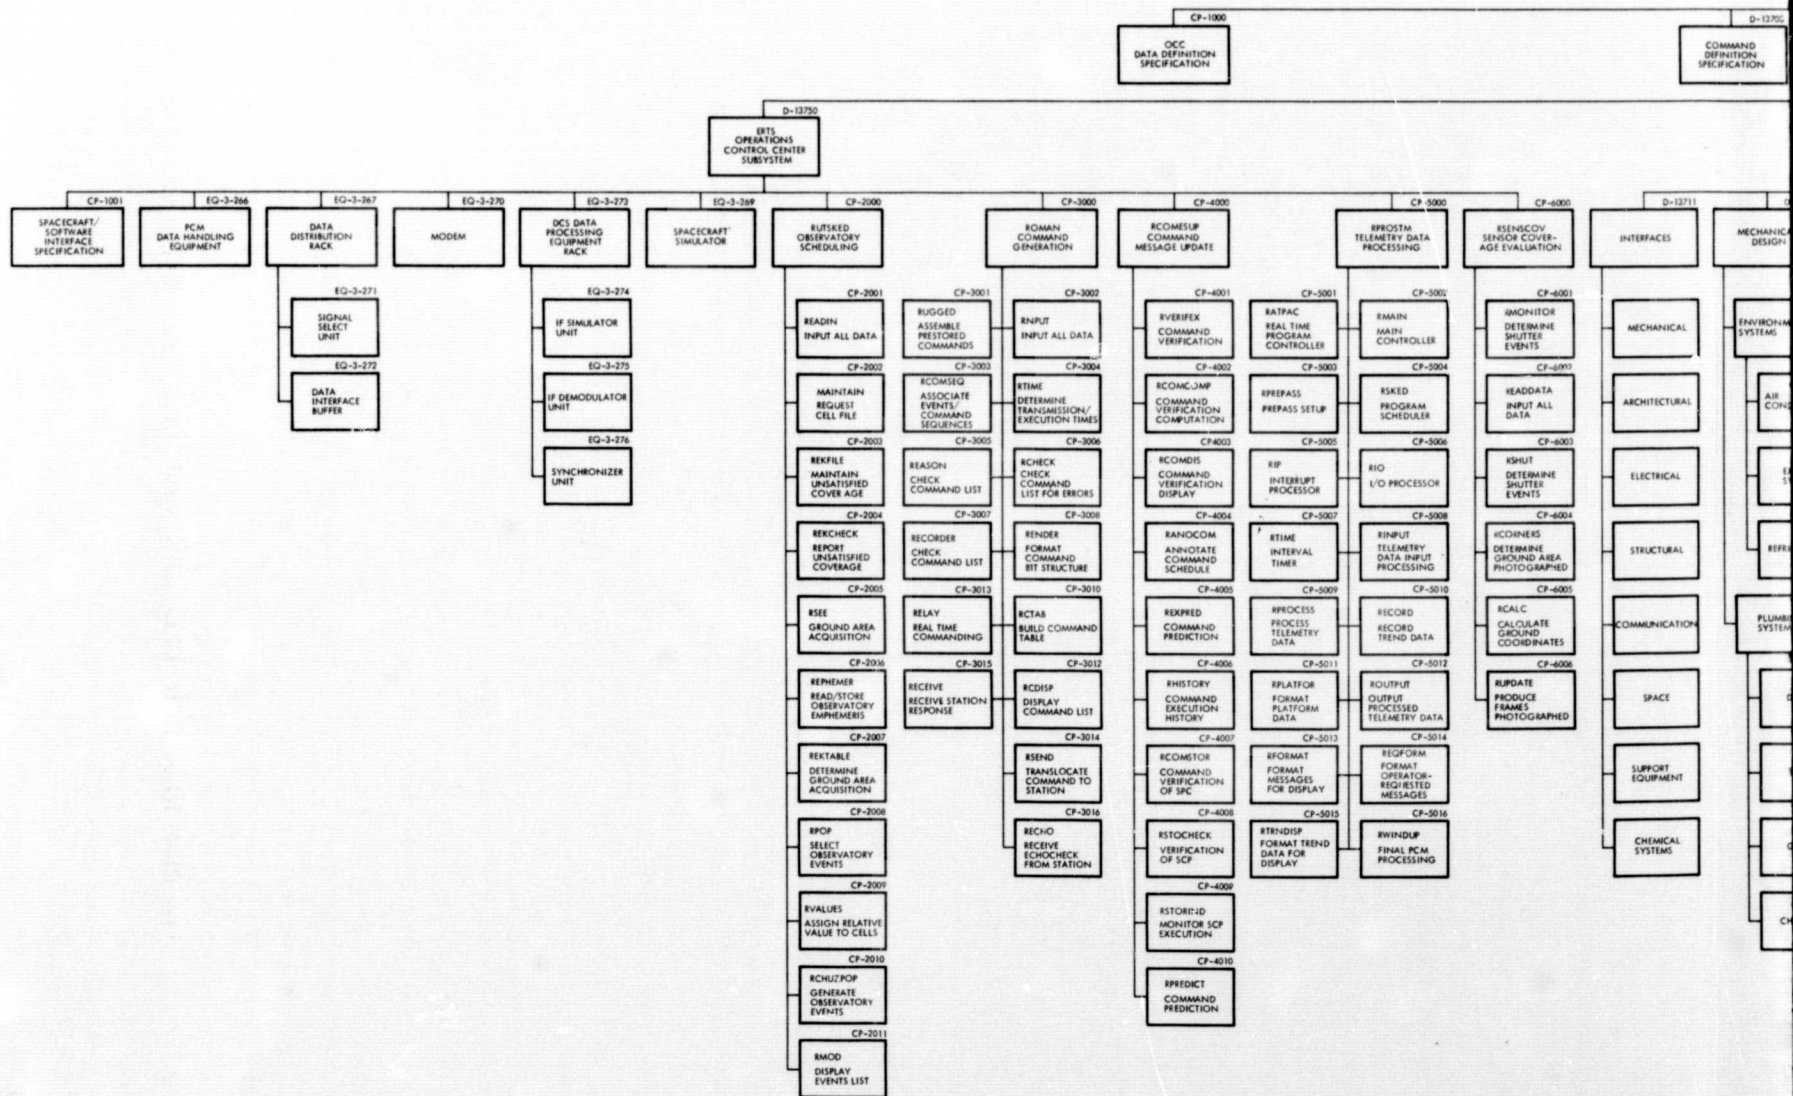 CP-1000
OCC
DATA DEFINITION
SPECIFICATION
COMMAND
DEFINITION
SPECIFICATION
D-13750
ERTS
OPERATIONS
CONTROL CENTER
SUBSYSTEM
CP-1001
SPACECRAFT/
SOFTWARE
INTERFACE
SPECIFICATION
EQ-3-266
PCM
DATA HANDLING
EQUIPMENT
EQ-3-267
DATA
DISTRIBUTION
RACK
EQ-3-270
MODEM
EQ-3-273
DCS DATA
PROCESSING
EQUIPMENT
RACK
EQ-3-269
SPACECRAFT
SIMULATOR
CP-2000
RUTSKED
OBSERVATORY
SCHEDULING
CP-3000
ROMAN
COMMAND
GENERATION
CP-4000
RCOMESUP
COMMAND
MESSAGE UPDATE
CP-5000
RPROSTM
TELEMETRY DATA
PROCESSING
CP-6000
RSENSCOV
SENSOR COVER-
AGE EVALUATION
D-13711
INTERFACES
DESIGN
EQ-3-271
SIGNAL
SELECT
UNIT
EQ-3-272
DATA
INTERFACE
BUFFER
EQ-3-274
IF SIMULATOR
UNIT
EQ-3-275
IF DEMODULATOR
UNIT
EQ-3-276
SYNCHRONIZER
UNIT
CP-2001
READIN
INPUT ALL DATA
CP-2002
MAINTAIN
REQUEST
CELL FILE
CP-2003
REKFILE
MAINTAIN
UNSATISFIED
COVER AGE
CP-2004
REKCHECK
REPORT
UNSATISFIED
COVERAGE
CP-2005
RSEE
GROUND AREA
ACQUISITION
CP-2006
REPHEMER
READ/STORE
OBSERVATORY
EMPHEMERIS
CP-2007
REKTABLE
DETERMINE
GROUND AREA
ACQUISITION
CP-2008
RPOP
SELECT
OBSERVATORY
EVENTS
CP-2009
RVALUES
ASSIGN RELATIVE
VALUE TO CELLS
CP-2010
RCHUZPOP
GENERATE
OBSERVATORY
EVENTS
CP-2011
RMOD
DISPLAY
EVENTS LIST
CP-3001
RUGGED
ASSEMBLE
PRESTORED
COMMANDS
CP-3003
RCOMSEQ
ASSOCIATE
EVENTS/
COMMAND
SEQUENCES
CP-3005
REASON
CHECK
COMMAND LIST
CP-3007
RECORDER
CHECK
COMMAND LIST
CP-3013
RELAY
REAL TIME
COMMANDING
CP-3015
RECEIVE
RECEIVE STATION
RESPONSE
CP-3002
RNPUT
INPUT ALL DATA
CP-3004
RTIME
DETERMINE
TRANSMISSION/
EXECUTION TIMES
CP-3006
RCHECK
CHECK
COMMAND
LIST FOR ERRORS
CP-3008
RENDER
FORMAT
COMMAND
BIT STRUCTURE
CP-3010
RCTAB
BUILD COMMAND
TABLE
CP-3012
RCDISP
DISPLAY
COMMAND LIST
CP-3014
RSEND
TRANSLOCATE
COMMAND TO
STATION
CP-3016
RECHO
RECEIVE
ECHOCHECK
FROM STATION
CP-4001
RVERIFEX
COMMAND
VERIFICATION
CP-4002
RCOMCOMP
COMMAND
VERIFICATION
COMPUTATION
CP4003
RCOMDIS
COMMAND
VERIFICATION
DISPLAY
CP-4004
RANOCOM
ANNOTATE
COMMAND
SCHEDULE
CP-4005
REXPRED
COMMAND
PREDICTION
CP-4006
RHISTORY
COMMAND
EXECUTION
HISTORY
CP-4007
RCOMSTOR
COMMAND
VERIFICATION
OF SPC
CP-4008
RSTOCHECK
VERIFICATION
OF SCP
CP-4009
MONITOR SCP
EXECUTION
CP-4010
RPREDICT
COMMAND
PREDICTION
CP-5001
RATPAC
REAL TIME
PROGRAM
CONTROLLER
CP-5003
RPREPASS
PREPASS SETUP
CP-5005
RIP
INTERRUPT
PROCESSOR
CP-5007
RTIME
INTERVAL
TIMER
CP-5009
RPROCESS
PROCESS
TELEMETRY
DATA
CP-5011
RPLATFOR
FORMAT
PLATFORM
DATA
CP-5013
RFORMAT
FORMAT
MESSAGES
FOR DISPLAY
CP-5015
RTRNDISP
FORMAT TREND
DATA FOR
DISPLAY
CP-5002
RMAIN
MAIN
CONTROLLER
CP-5004
RSKED
PROGRAM
SCHEDULER
CP-5006
RIO
I/O PROCESSOR
CP-5008
RINPUT
TELEMETRY
DATA INPUT
PROCESSING
CP-5010
RECORD
RECORD
TREND DATA
CP-5012
ROUTPUT
OUTPUT
PROCESSED
TELEMETRY DATA
CP-5014
REQFORM
FORMAT
OPERATOR-
REQUESTED
MESSAGES
CP-5016
RWINDUP
FINAL PCM
PROCESSING
CP-6001
RMONITOR
DETERMINE
SHUTTER
EVENTS
CP-6002
READDATA
INPUT ALL
DATA
CP-6003
RSHUT
DETERMINE
SHUTTER
EVENTS
CP-6004
RCORNERS
DETERMINE
GROUND AREA
PHOTOGRAPHED
CP-6005
RCALC
CALCULATE
GROUND
COORDINATES
CP-6006
RUPDATE
PRODUCE
FRAMES
PHOTOGRAPHED
MECHANICAL
ARCHITECTURAL
ELECTRICAL
STRUCTURAL
COMMUNICATION
SPACE
SUPPORT
EQUIPMENT
CHEMICAL
SYSTEMS
SYSTEMS
AIR